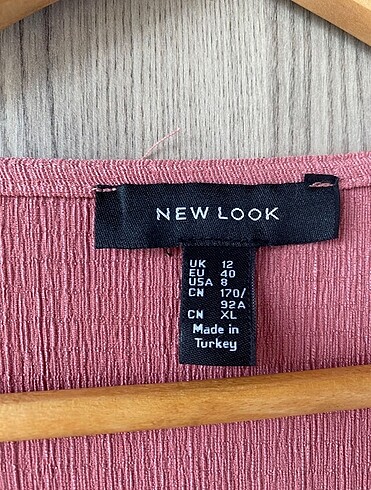 NEW LOOK
UK 12
EU 40
USA 8
CN 170/
92A
CN XL
Made in
Turkey